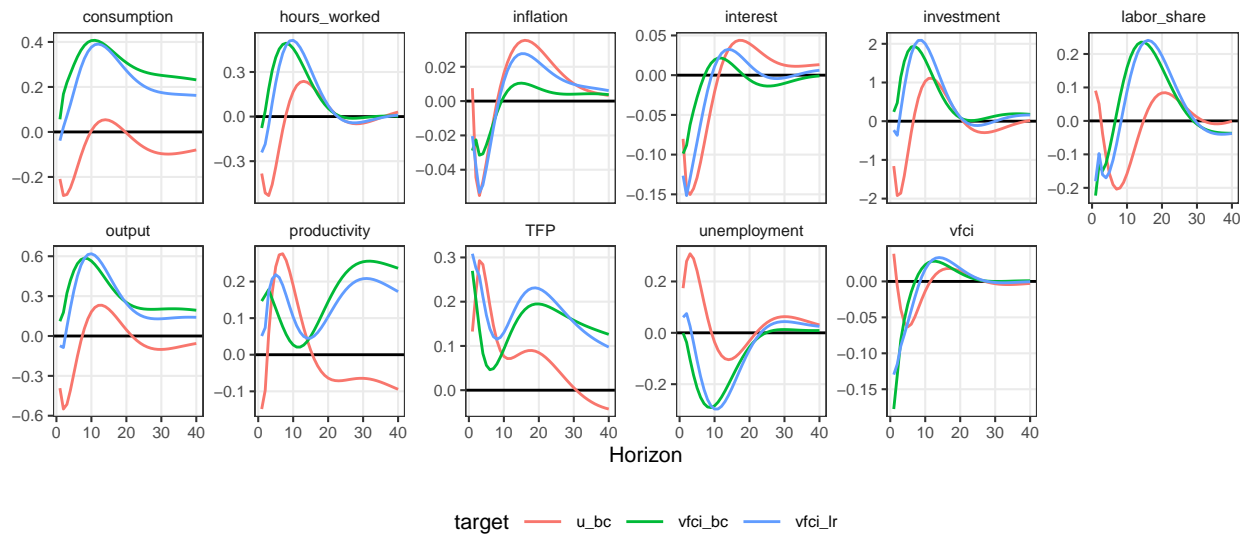 consumption hours_worked inflation interest investment labor_share
0.4 0.2 0.0 −0.2
0.3 0.0 −0.3
0.02 0.00 −0.02 −0.04
0.05 0.00 −0.05 −0.10 −0.15
2 1 0 −1 −2
0.2 0.1 0.0 −0.1 −0.2
0 10 20 30 40
output productivity TFP unemployment vfci
0.6 0.3 0.0 −0.3 −0.6
0.2 0.1 0.0 −0.1
0.3 0.2 0.1 0.0
0.2 0.0 −0.2
0.00 −0.05 −0.10 −0.15
0 10 20 30 40 0 10 20 30 40 0 10 20 30 40 0 10 20 30 40 0 10 20 30 40
Horizon
target u_bc vfci_bc vfci_lr